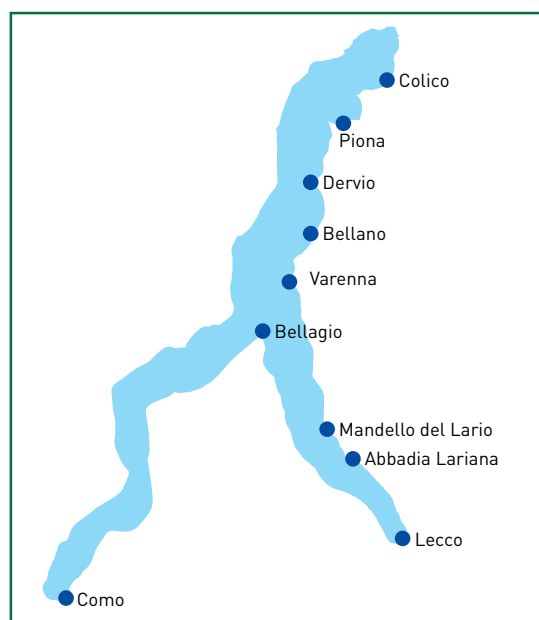 Colico
Piona
Dervio
Bellano
Varenna
Bellagio
Mandello del Lario
Abbadia Lariana
Lecco
Como